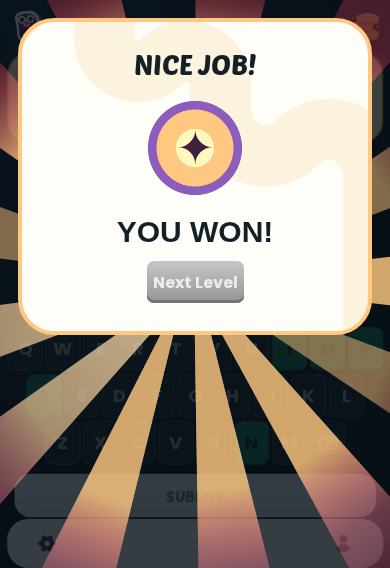 NICE JOB!
YOU WON!
Next Level
Q W E R T Y U I O P
A S D F G H J K L
Z X C V B N M
SUBMIT